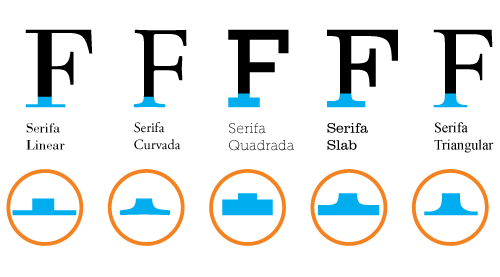 F F F F F
Serifa Linear
Serifa Curvada
Serifa Quadrada
Serifa Slab
Serifa Triangular